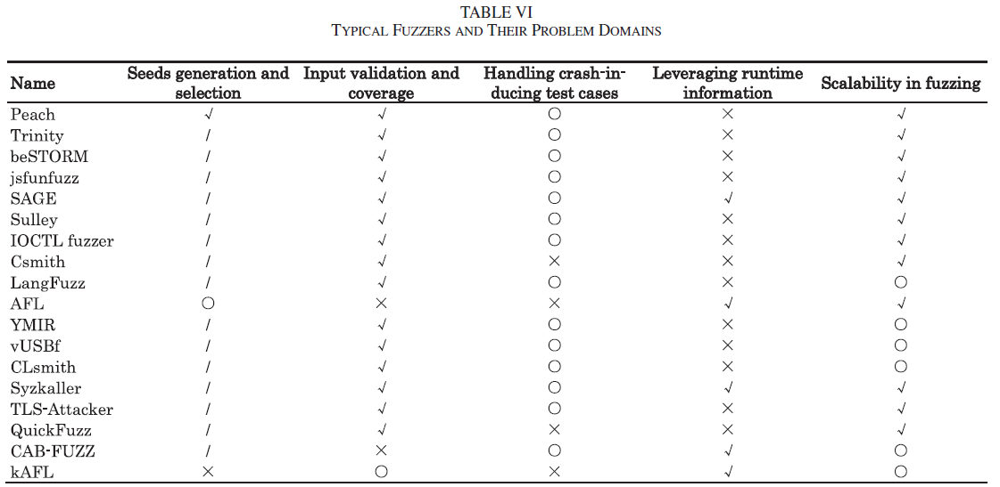 TABLE VI
TYPICAL FUZZERS AND THEIR PROBLEM DOMAINS
Name Seeds generation and selection Input validation and coverage Handling crash-in-ducing test cases Leveraging runtime information Scalability in fuzzing
Peach √ √ ○ × √
Trinity / √ ○ × √
beSTORM / √ ○ × √
jsfunfuzz / √ ○ × √
SAGE / √ ○ √ √
Sulley / √ ○ × √
IOCTL fuzzer / √ ○ × √
Csmith / √ × × √
LangFuzz / √ ○ × ○
AFL ○ × × √ √
YMIR / √ ○ × ○
vUSBf / √ ○ × ○
CLsmith / √ ○ × ○
Syzkaller / √ ○ √ √
TLS-Attacker / √ ○ × √
QuickFuzz / √ × × √
CAB-FUZZ / × ○ √ ○
kAFL × ○ × √ ○